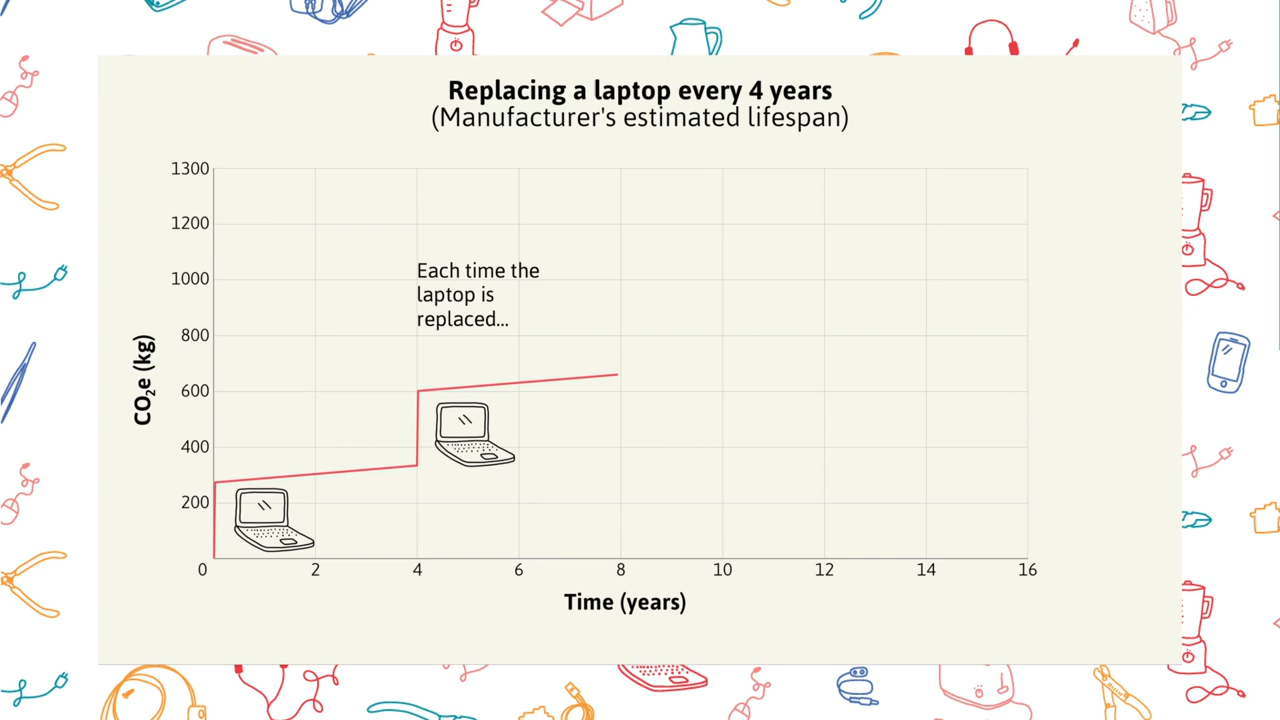 Replacing a laptop every 4 years
(Manufacturer's estimated lifespan)
1300
1200
1000
800
600
400
200
Each time the
laptop is
replaced...
CO₂e (kg)
0 2 4 6 8 10 12 14 16
Time (years)